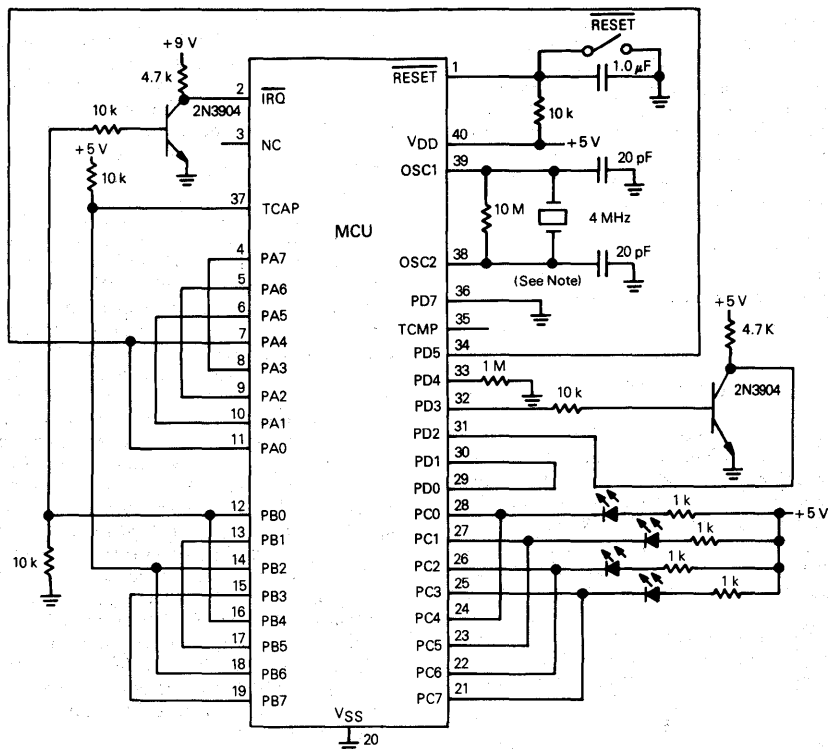 RESET
+9 V
4.7 k
2
IRQ
2N3904
10 k
3
NC
+5 V
10 k
37
TCAP
MCU
4
PA7
5
PA6
6
PA5
7
PA4
8
PA3
9
PA2
10
PA1
11
PA0
12
PB0
13
PB1
14
PB2
15
PB3
16
PB4
17
PB5
18
PB6
19
PB7
10 k
VSS
20
RESET
1
1.0 µF
10 k
VDD
40
+5 V
OSC1
39
20 pF
10 M
4 MHz
OSC2
38
20 pF
(See Note)
PD7
36
TCMP
35
PD5
34
+5 V
4.7 K
PD4
33
1 M
PD3
32
10 k
2N3904
PD2
31
PD1
30
PD0
29
PC0
28
1 k
+5 V
PC1
27
1 k
PC2
26
1 k
PC3
25
1 k
PC4
24
PC5
23
PC6
22
PC7
21